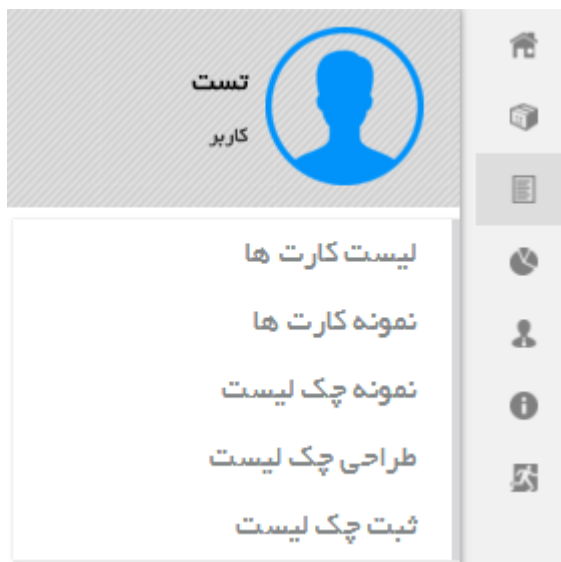 تست
کاربر
لیست کارت ها
نمونه کارت ها
نمونه چک لیست
طراحی چک لیست
ثبت چک لیست